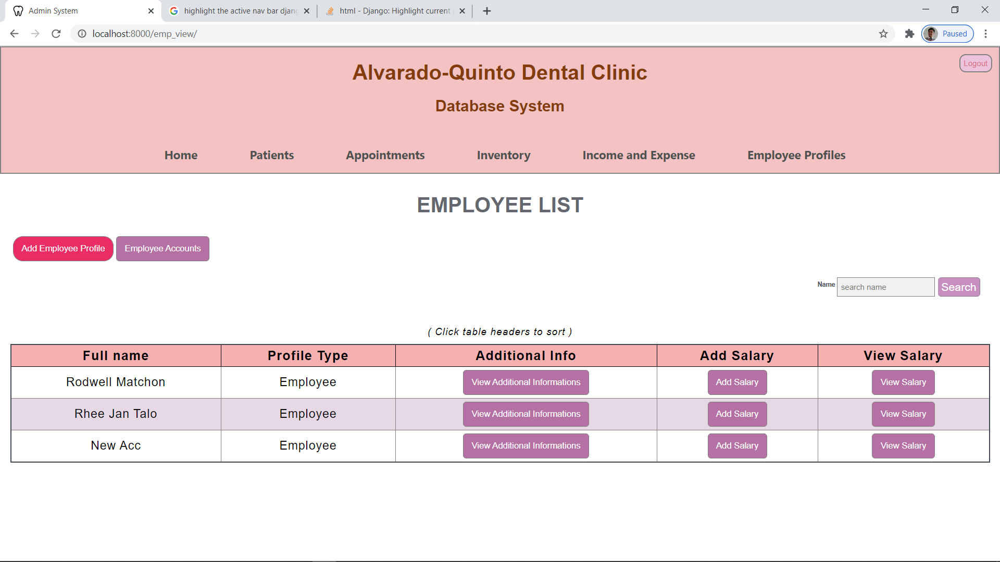 Admin System
highlight the active nav bar djang
html - Django: Highlight current p
localhost:8000/emp_view/
Paused
Alvarado-Quinto Dental Clinic
Logout
Database System
Home Patients Appointments Inventory Income and Expense Employee Profiles
EMPLOYEE LIST
Add Employee Profile Employee Accounts
Name search name Search
( Click table headers to sort )
Full name Profile Type Additional Info Add Salary View Salary
Rodwell Matchon Employee View Additional Informations Add Salary View Salary
Rhee Jan Talo Employee View Additional Informations Add Salary View Salary
New Acc Employee View Additional Informations Add Salary View Salary